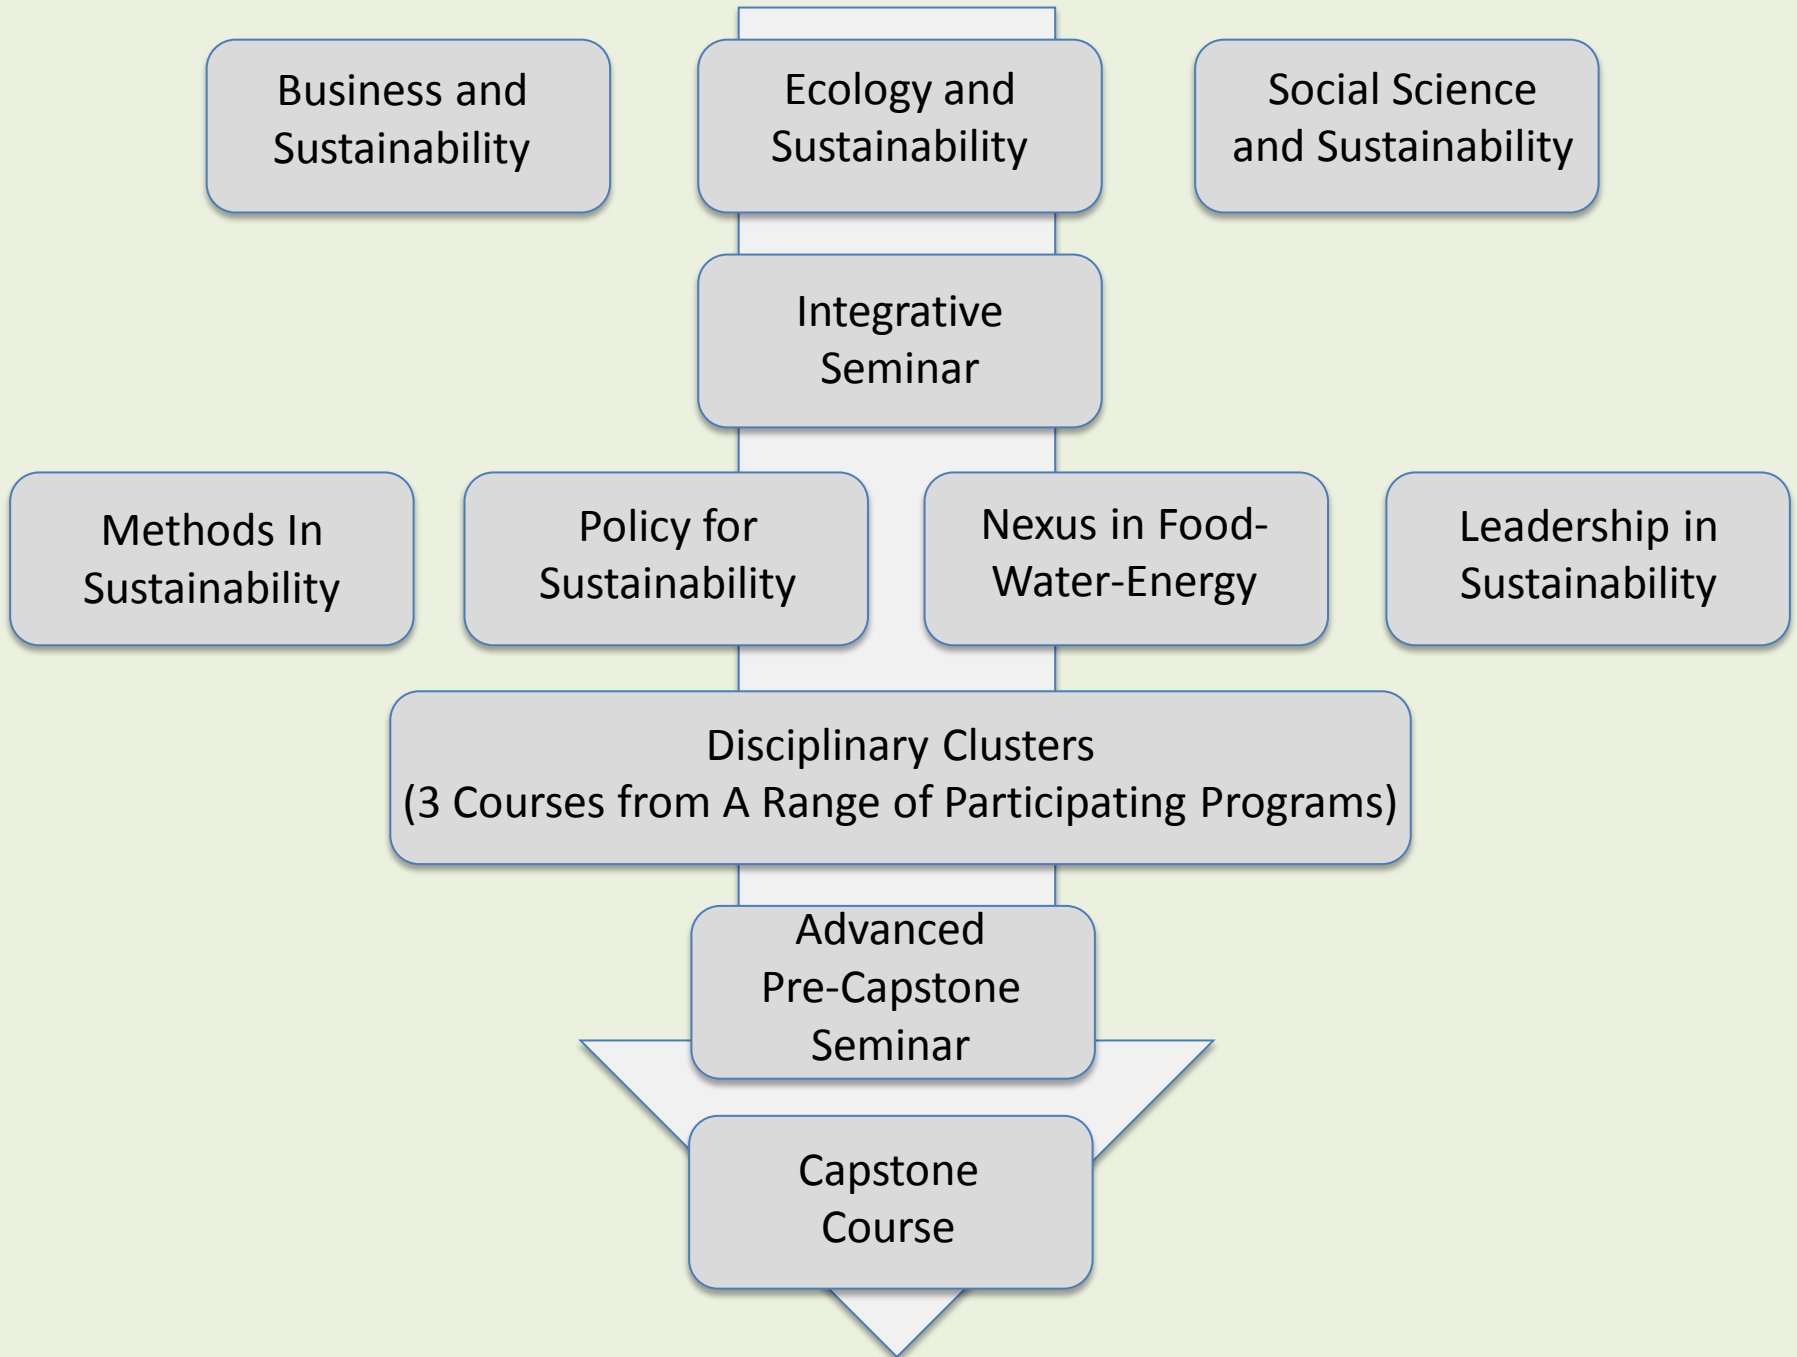 Business and
Sustainability
Ecology and
Sustainability
Social Science
and Sustainability
Integrative
Seminar
Methods In
Sustainability
Policy for
Sustainability
Nexus in Food-
Water-Energy
Leadership in
Sustainability
Disciplinary Clusters
(3 Courses from A Range of Participating Programs)
Advanced
Pre-Capstone
Seminar
Capstone
Course